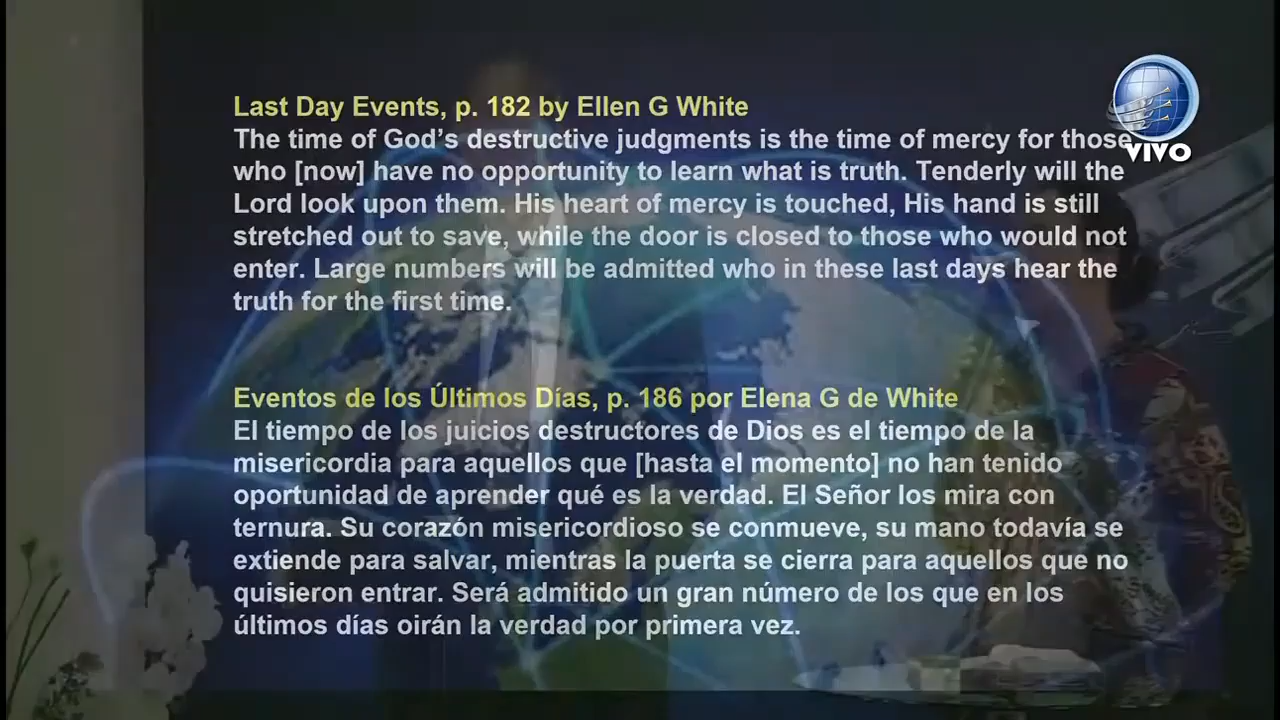 Last Day Events, p. 182 by Ellen G White
The time of God's destructive judgments is the time of mercy for those
who [now] have no opportunity to learn what is truth. Tenderly will the
Lord look upon them. His heart of mercy is touched, His hand is still
stretched out to save, while the door is closed to those who would not
enter. Large numbers will be admitted who in these last days hear the
truth for the first time.
VIVO
Eventos de los Últimos Días, p. 186 por Elena G de White
El tiempo de los juicios destructores de Dios es el tiempo de la
misericordia para aquellos que [hasta el momento] no han tenido
oportunidad de aprender qué es la verdad. El Señor los mira con
ternura. Su corazón misericordioso se conmueve, su mano todavía se
extiende para salvar, mientras la puerta se cierra para aquellos que no
quisieron entrar. Será admitido un gran número de los que en los
últimos días oirán la verdad por primera vez.